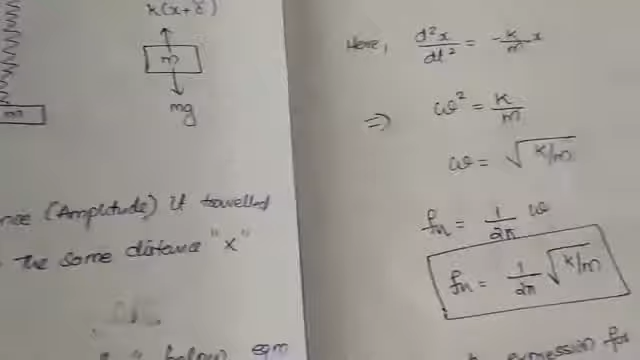 k(x+
m
m
mg
(Amplitude) if travelled
the same distance "x"
below eqn
Here, d²x/dt² = -k/m x
⇒ ω² = k/m
ω = √k/m
fn = 1/2π ω
fn = 1/2π √k/m
expression for